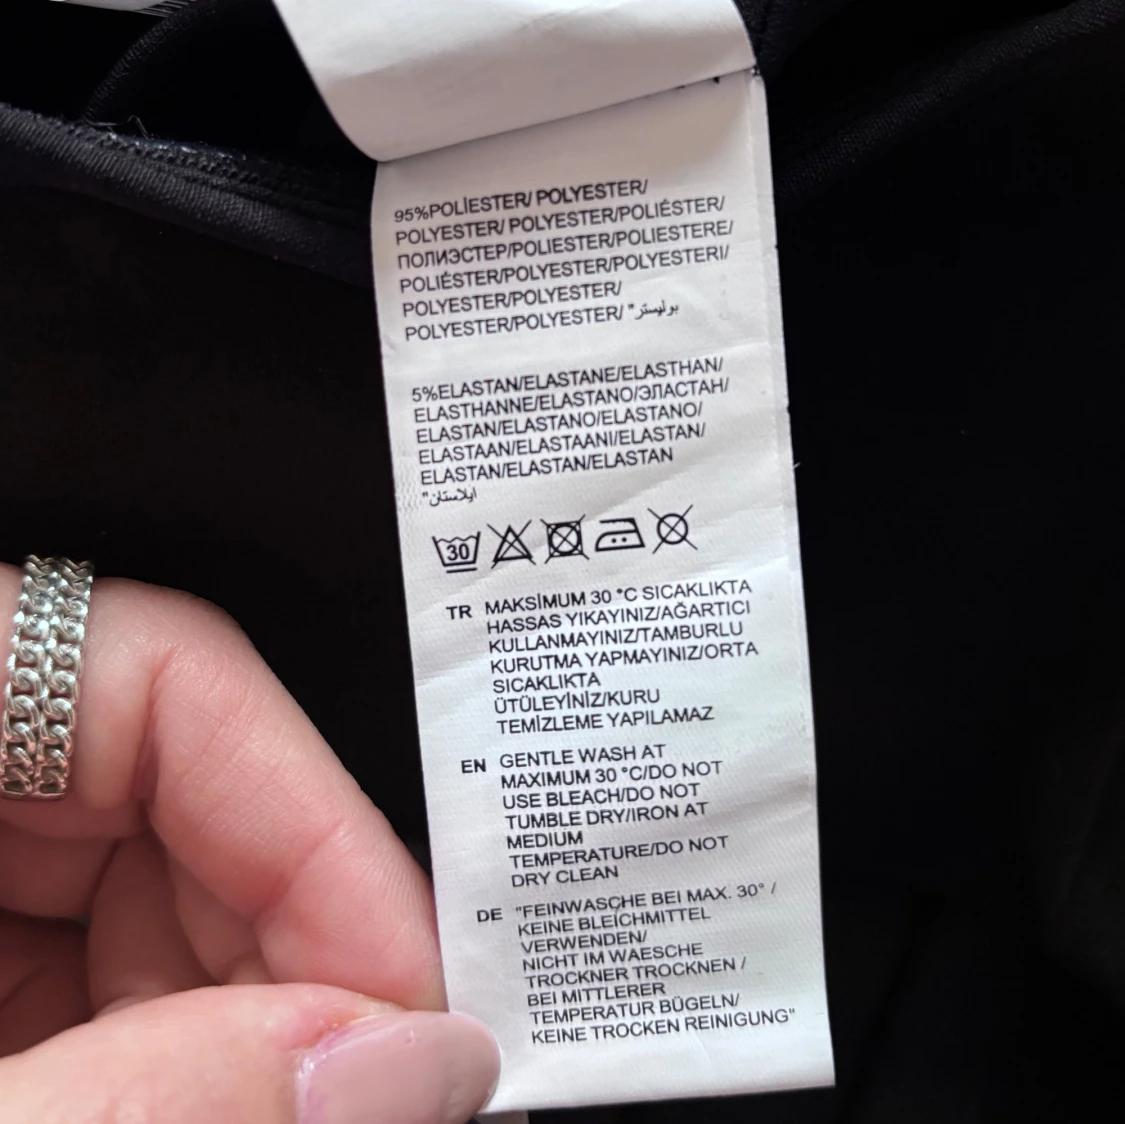 95%POLİESTER/ POLYESTER/
POLYESTER/ POLYESTER/POLIÉSTER/
ПОЛИЭСТЕР/POLIESTER/POLIESTERE/
POLIÉSTER/POLYESTER/POLYESTERI/
POLYESTER/POLYESTER/
POLYESTER/POLYESTER/ "بوليستر
5%ELASTAN/ELASTANE/ELASTHAN/
ELASTHANNE/ELASTANO/ЭЛАСТАН/
ELASTAN/ELASTANO/ELASTANO/
ELASTAAN/ELASTAANI/ELASTAN/
ELASTAN/ELASTAN/ELASTAN
"ايلاستان
30
TR MAKSİMUM 30 °C SICAKLIKTA
HASSAS YIKAYINIZ/AĞARTICI
KULLANMAYINIZ/TAMBURLU
KURUTMA YAPMAYINIZ/ORTA
SICAKLIKTA
ÜTÜLEYİNİZ/KURU
TEMİZLEME YAPILAMAZ
EN GENTLE WASH AT
MAXIMUM 30 °C/DO NOT
USE BLEACH/DO NOT
TUMBLE DRY/IRON AT
MEDIUM
TEMPERATURE/DO NOT
DRY CLEAN
DE "FEINWASCHE BEI MAX. 30° /
KEINE BLEICHMITTEL
VERWENDEN/
NICHT IM WAESCHE
TROCKNER TROCKNEN /
BEI MITTLERER
TEMPERATUR BÜGELN/
KEINE TROCKEN REINIGUNG"